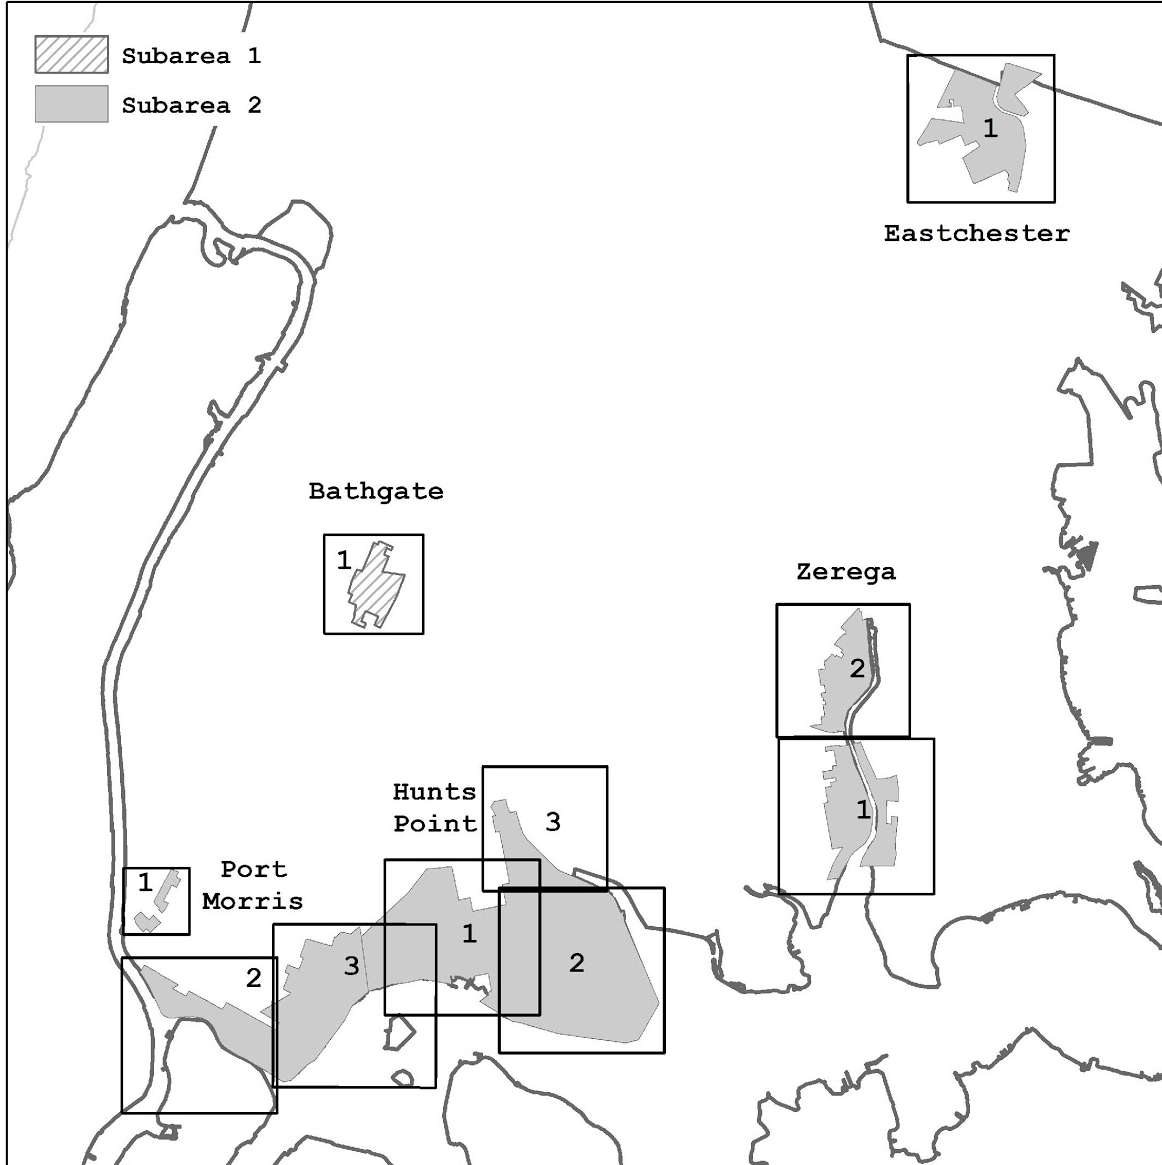 Subarea 1
Subarea 2
1
Eastchester
Bathgate
1
Zerega
2
1
Hunts
Point
3
1
2
Port
Morris
1
2
3